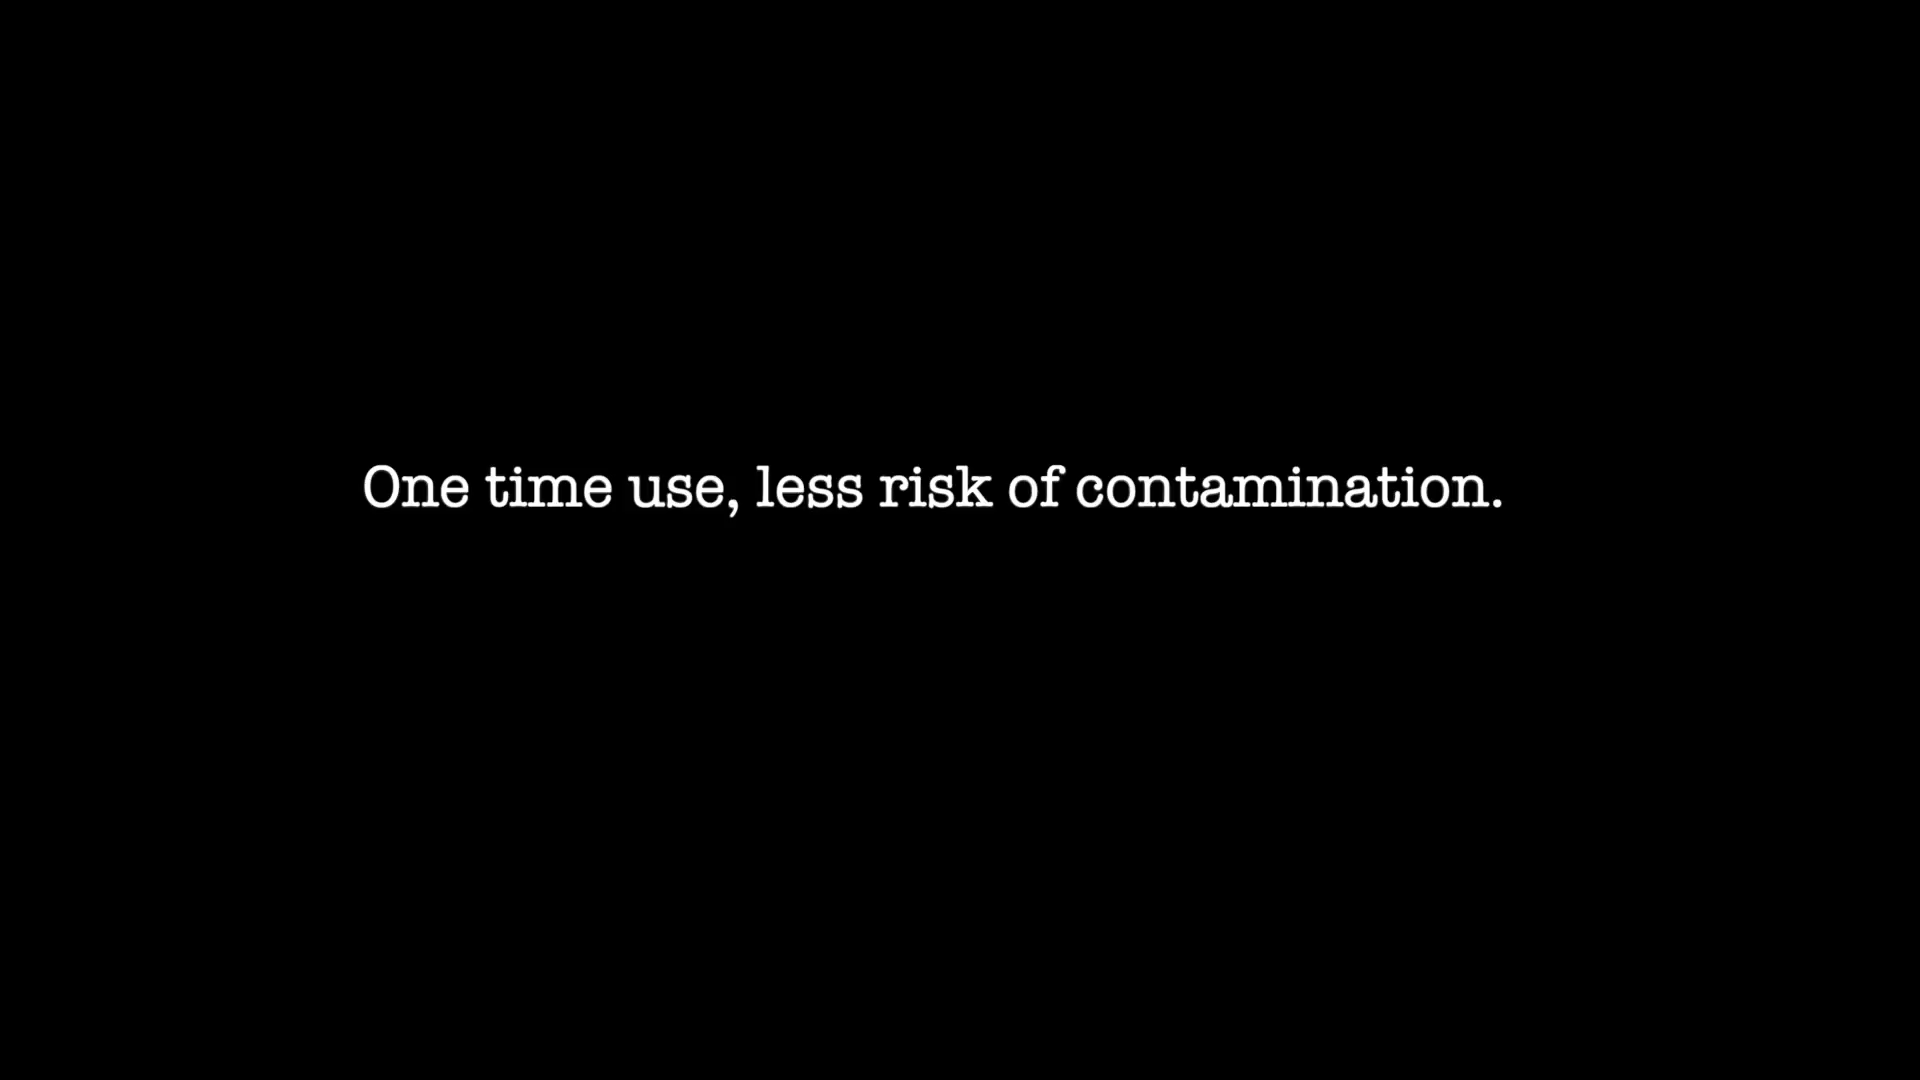 One time use, less risk of contamination.